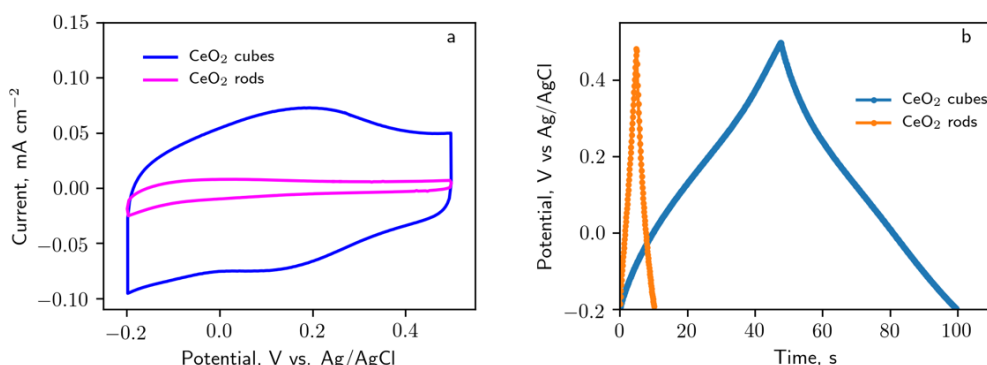 0.15
0.10
0.05
0.00
−0.05
−0.10
Current, mA cm⁻²
CeO₂ cubes
CeO₂ rods
a
−0.2
0.0
0.2
0.4
Potential, V vs. Ag/AgCl
0.4
0.2
0.0
−0.2
Potential, V vs Ag/AgCl
b
CeO₂ cubes
CeO₂ rods
0
20
40
60
80
100
Time, s